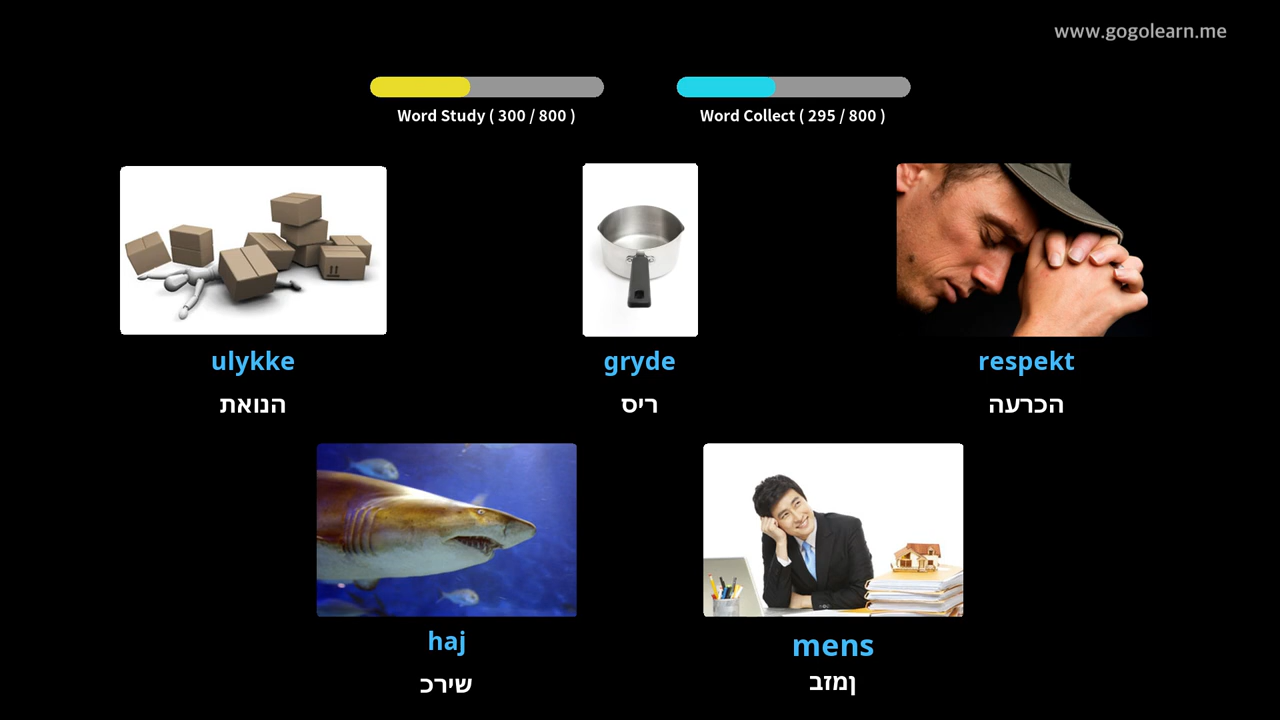 www.gogolearn.me
Word Study ( 300 / 800 )
Word Collect ( 295 / 800 )
ulykke
הנואת
gryde
ריס
respekt
הכרעה
haj
שירכ
mens
ןמזב